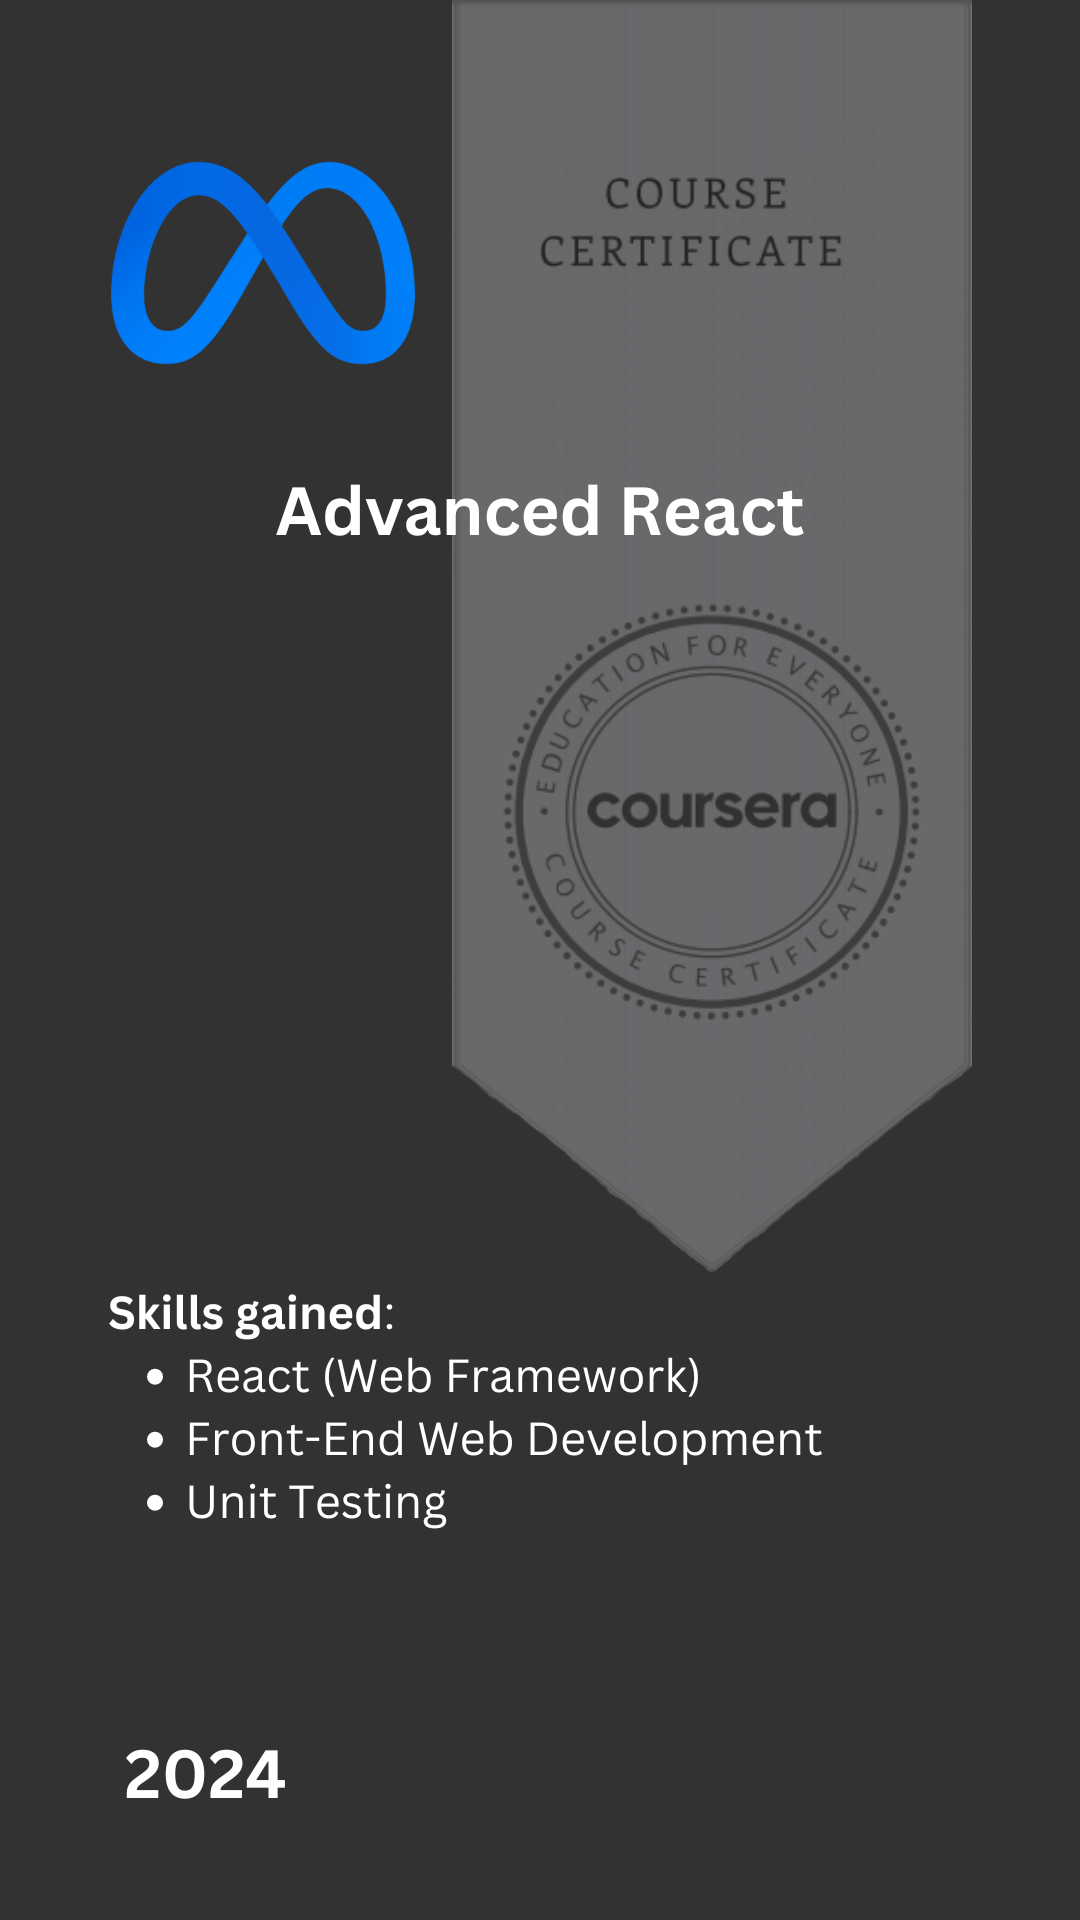 COURSE
CERTIFICATE
Advanced React
EDUCATION FOR EVERYONE
coursera
COURSE CERTIFICATE
Skills gained:
• React (Web Framework)
• Front-End Web Development
• Unit Testing
2024